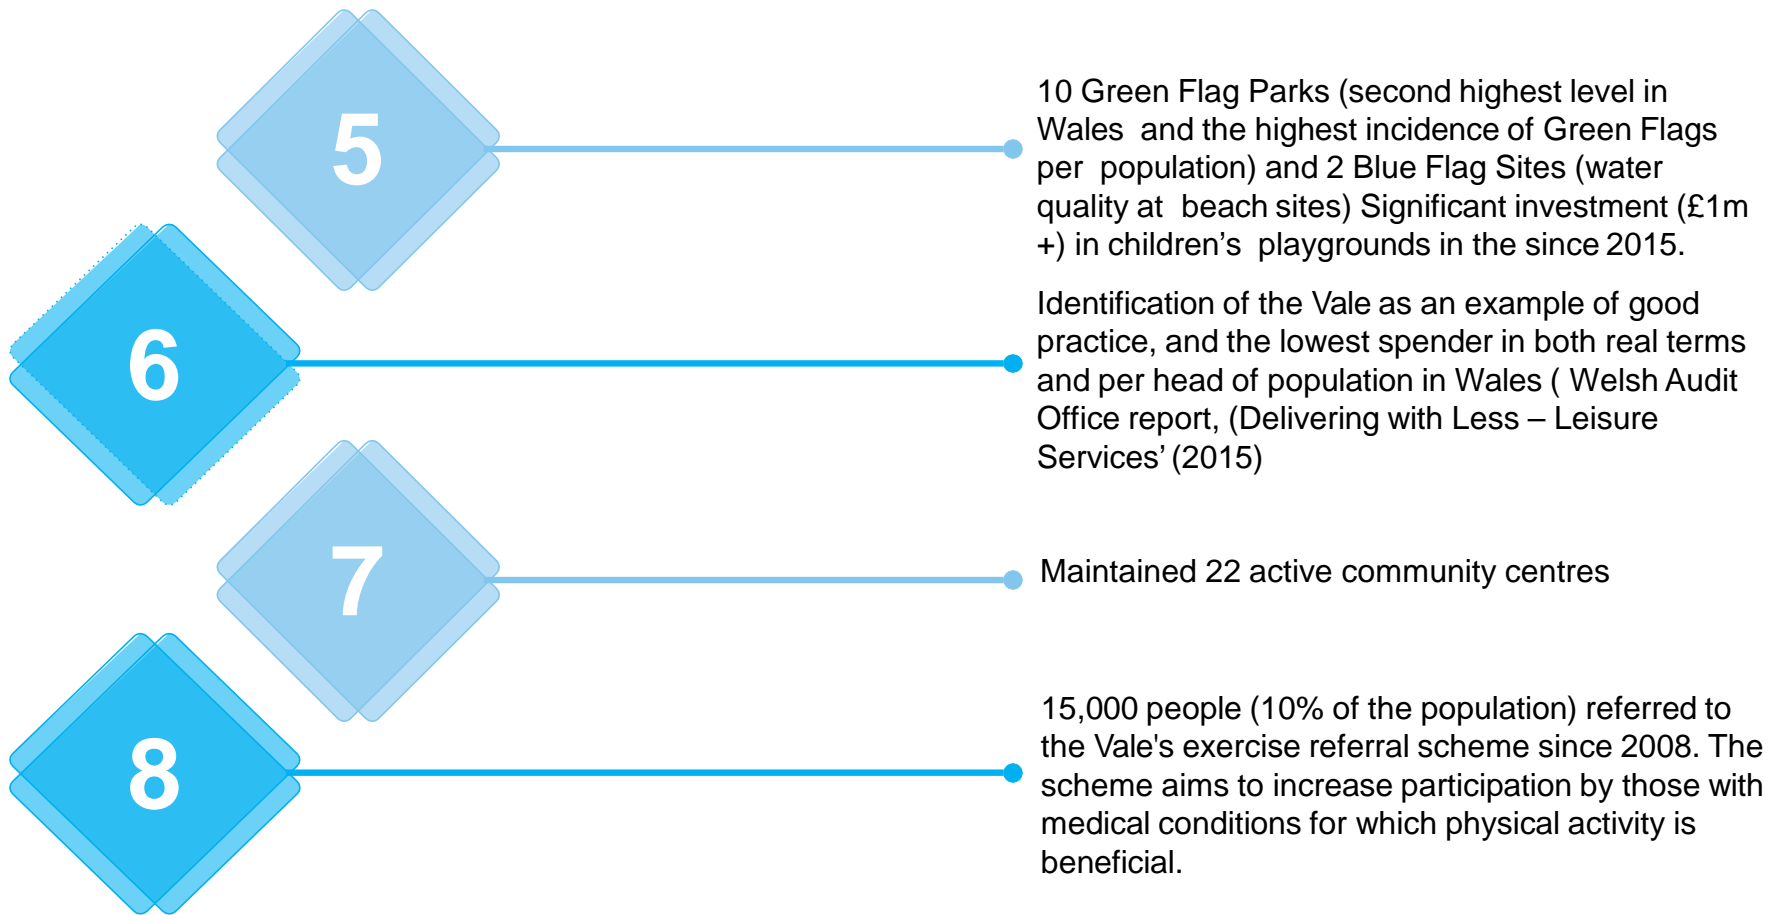 5
10 Green Flag Parks (second highest level in
Wales and the highest incidence of Green Flags
per population) and 2 Blue Flag Sites (water
quality at beach sites) Significant investment (£1m
+) in children’s playgrounds in the since 2015.
6
Identification of the Vale as an example of good
practice, and the lowest spender in both real terms
and per head of population in Wales ( Welsh Audit
Office report, (Delivering with Less – Leisure
Services’ (2015)
7
Maintained 22 active community centres
8
15,000 people (10% of the population) referred to
the Vale's exercise referral scheme since 2008. The
scheme aims to increase participation by those with
medical conditions for which physical activity is
beneficial.